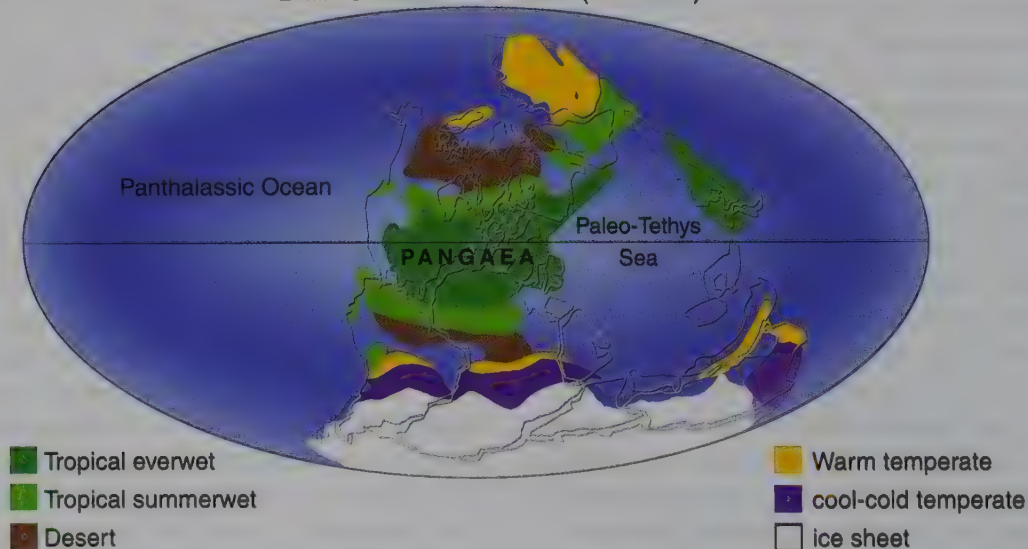 Panthalassic Ocean
Paleo-Tethys
Sea
PANGAEA
Tropical everwet
Tropical summerwet
Desert
Warm temperate
cool-cold temperate
ice sheet